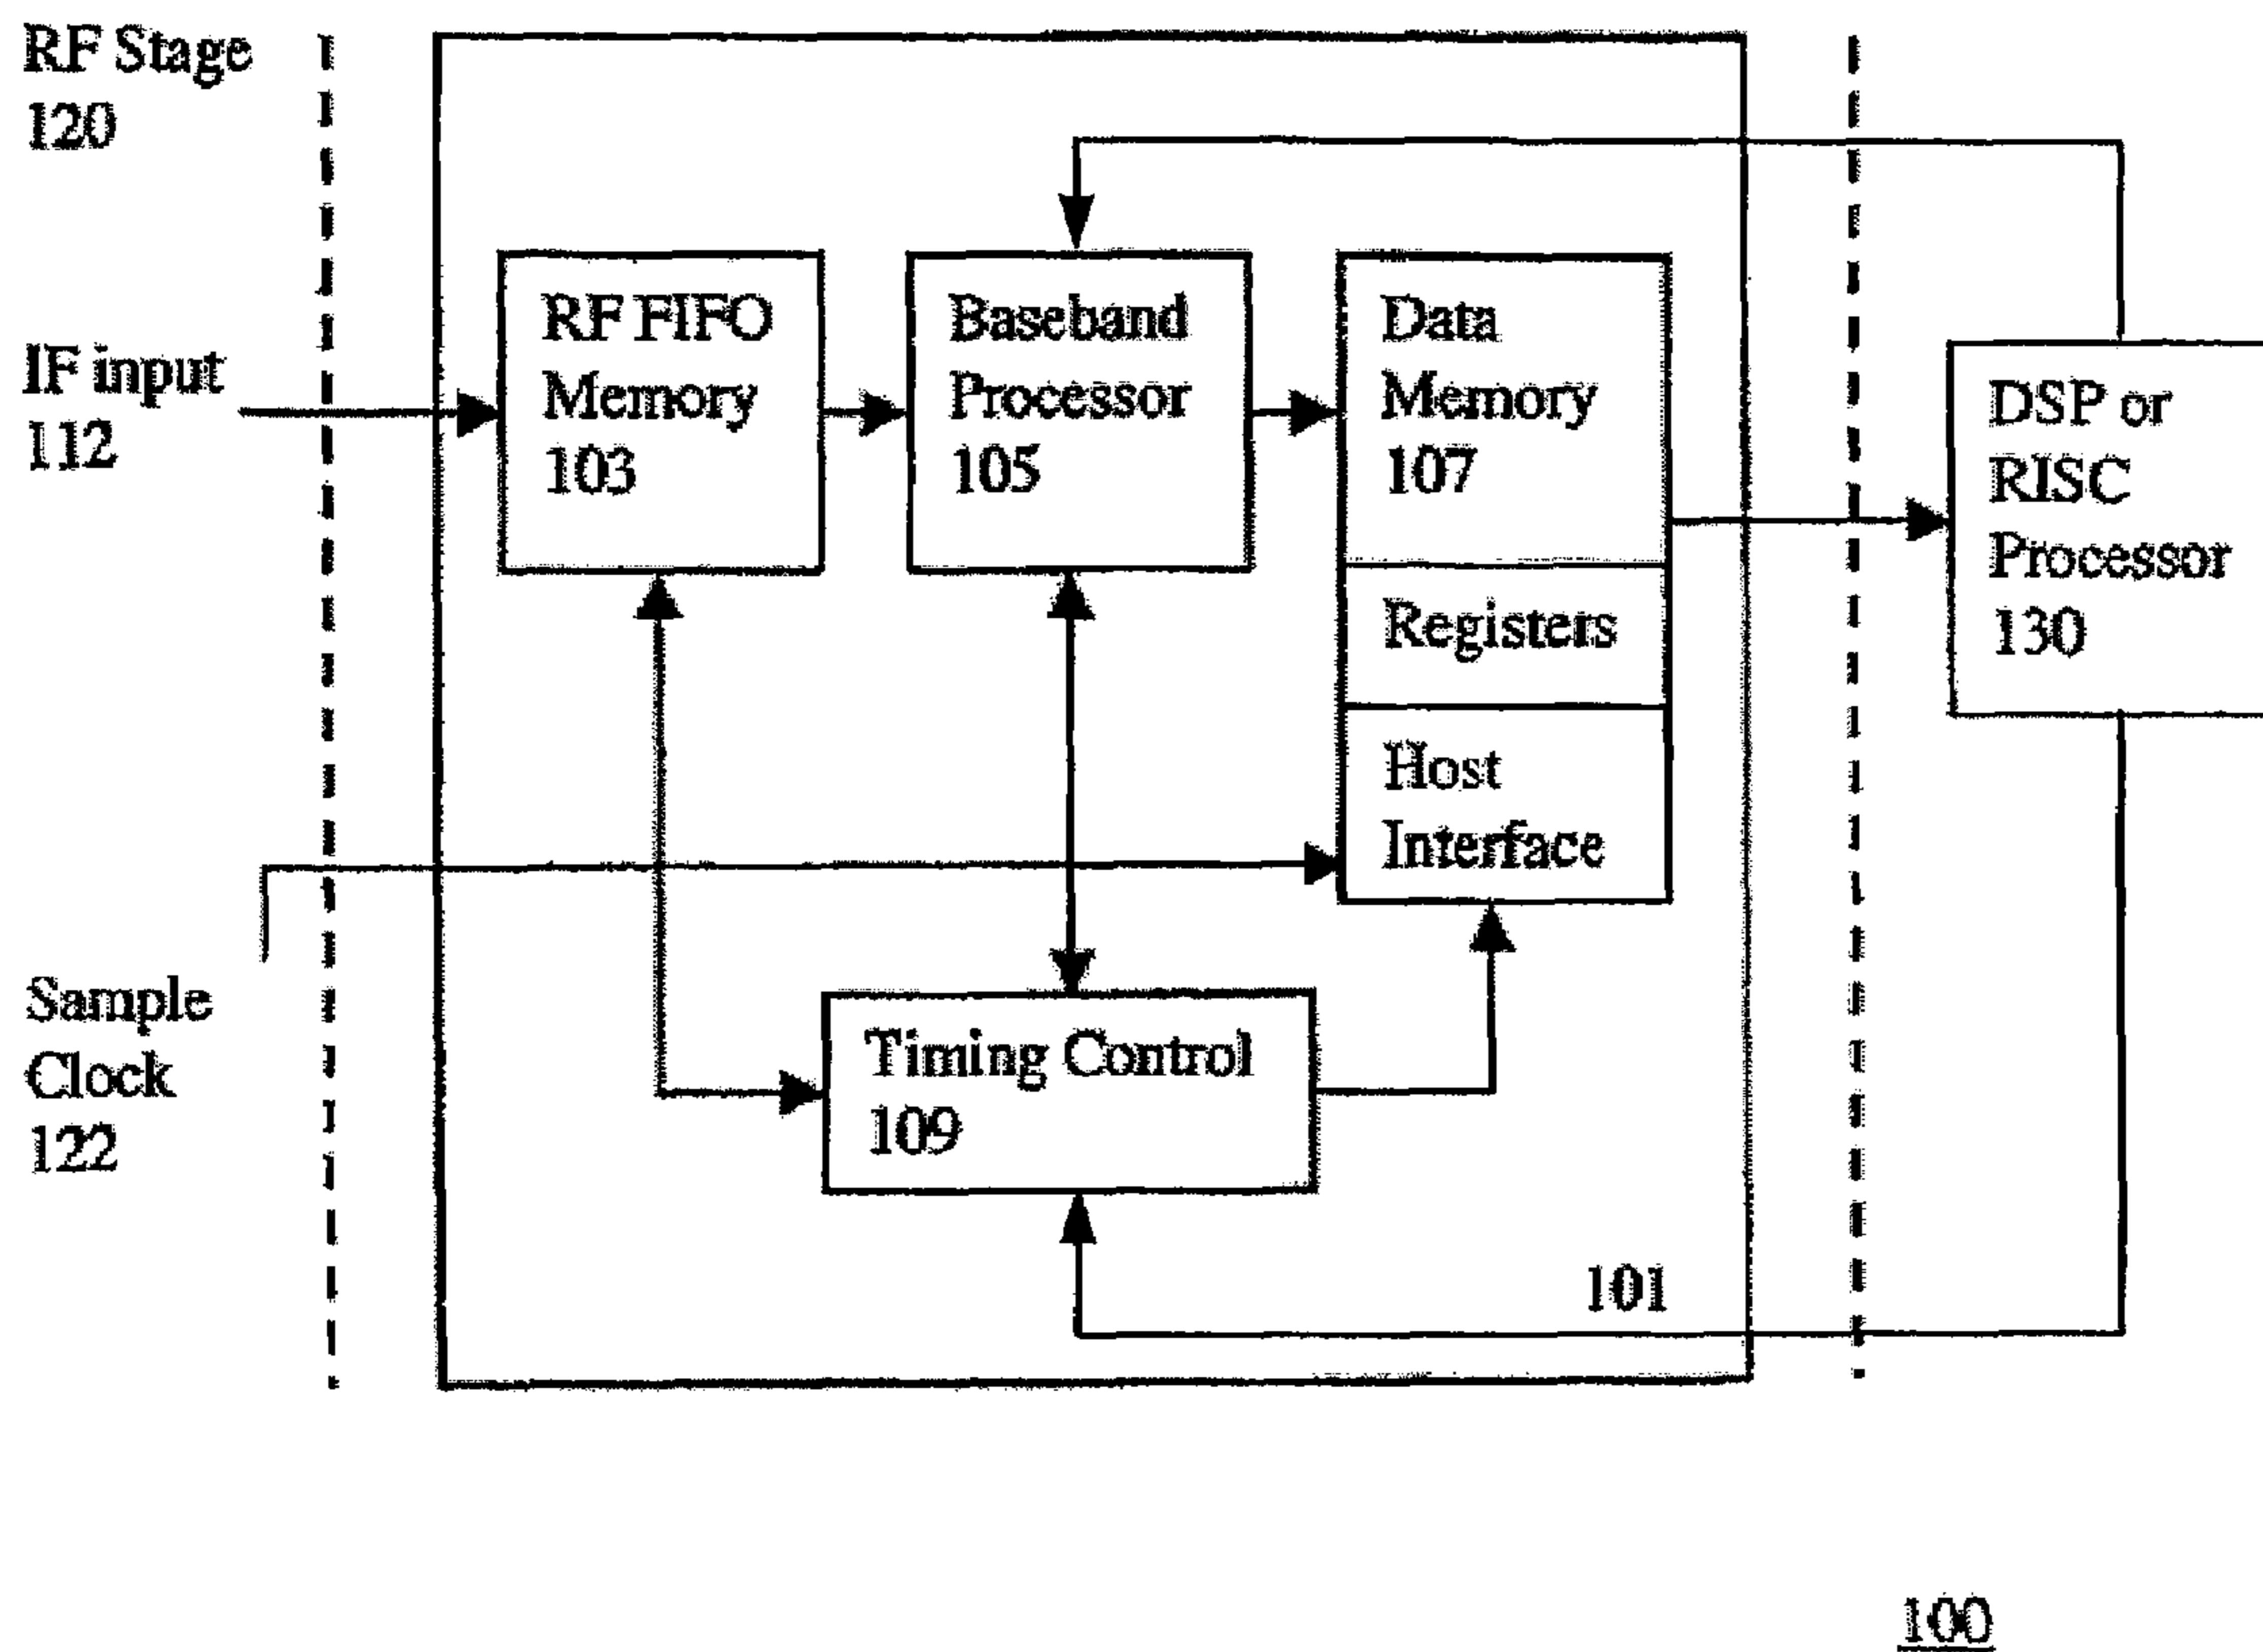 RF Stage
120
IF input
112
Sample
Clock
122
RF FIFO
Memory
103
Baseband
Processor
105
Data
Memory
107
Registers
Host
Interface
Timing Control
109
101
DSP or
RISC
Processor
130
100